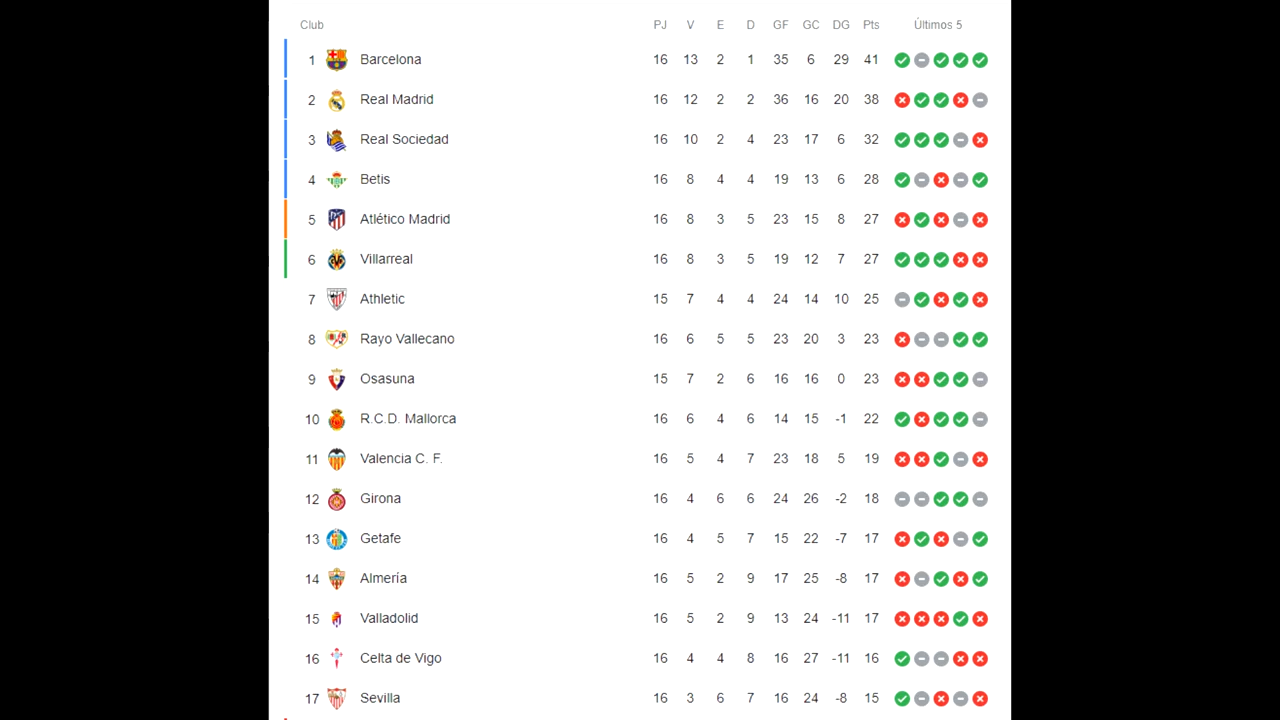 Club PJ V E D GF GC DG Pts Últimos 5
1 Barcelona 16 13 2 1 35 6 29 41
2 Real Madrid 16 12 2 2 36 16 20 38
3 Real Sociedad 16 10 2 4 23 17 6 32
4 Betis 16 8 4 4 19 13 6 28
5 Atlético Madrid 16 8 3 5 23 15 8 27
6 Villarreal 16 8 3 5 19 12 7 27
7 Athletic 15 7 4 4 24 14 10 25
8 Rayo Vallecano 16 6 5 5 23 20 3 23
9 Osasuna 15 7 2 6 16 16 0 23
10 R.C.D. Mallorca 16 6 4 6 14 15 -1 22
11 Valencia C. F. 16 5 4 7 23 18 5 19
12 Girona 16 4 6 6 24 26 -2 18
13 Getafe 16 4 5 7 15 22 -7 17
14 Almería 16 5 2 9 17 25 -8 17
15 Valladolid 16 5 2 9 13 24 -11 17
16 Celta de Vigo 16 4 4 8 16 27 -11 16
17 Sevilla 16 3 6 7 16 24 -8 15